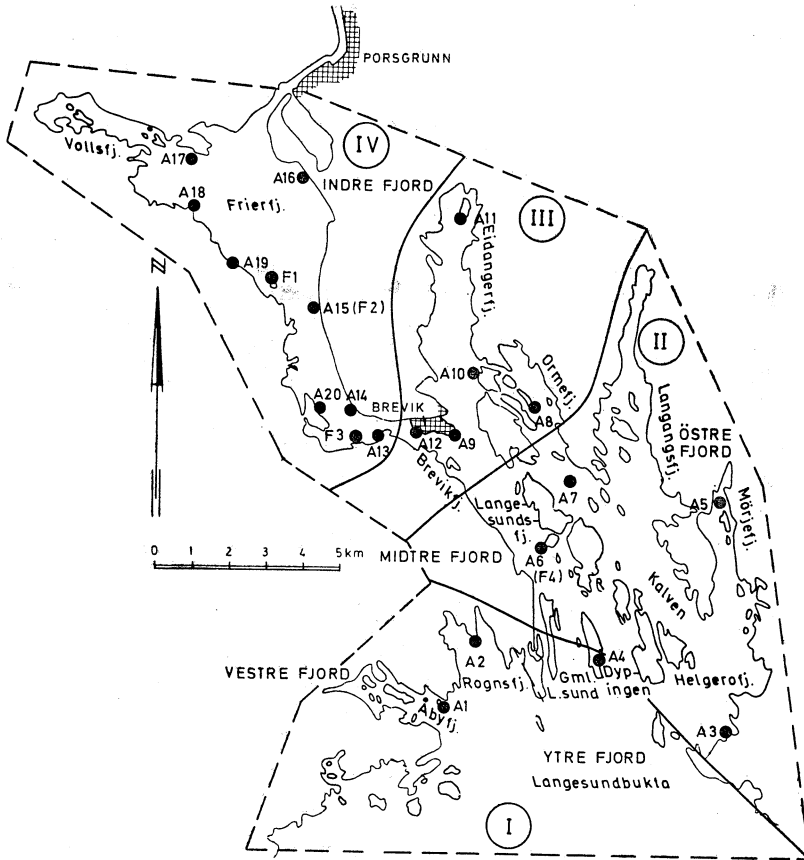 PORSGRUNN
IV
Vollsfj.
A17
A16
INDRE FJORD
A18
Frierfj.
III
A11
Eidangerfj.
A19
F1
N
A15(F2)
II
A10
Ormefj.
A20
A14
BREVIK
A8
Langangsfj.
ÖSTRE
FJORD
F3
A13
A12
A9
Brevikfj.
A7
A5
Mörjefj.
Lange-
sunds-
fj.
0 1 2 3 4 5km
MIDTRE FJORD
A6
(F4)
Kalven
A2
VESTRE FJORD
Rognsfj.
Gml.
L.sund
A4
Dyp-
ingen
Helgerofj.
Åbyfj.
A1
A3
YTRE FJORD
Langesundbukta
I